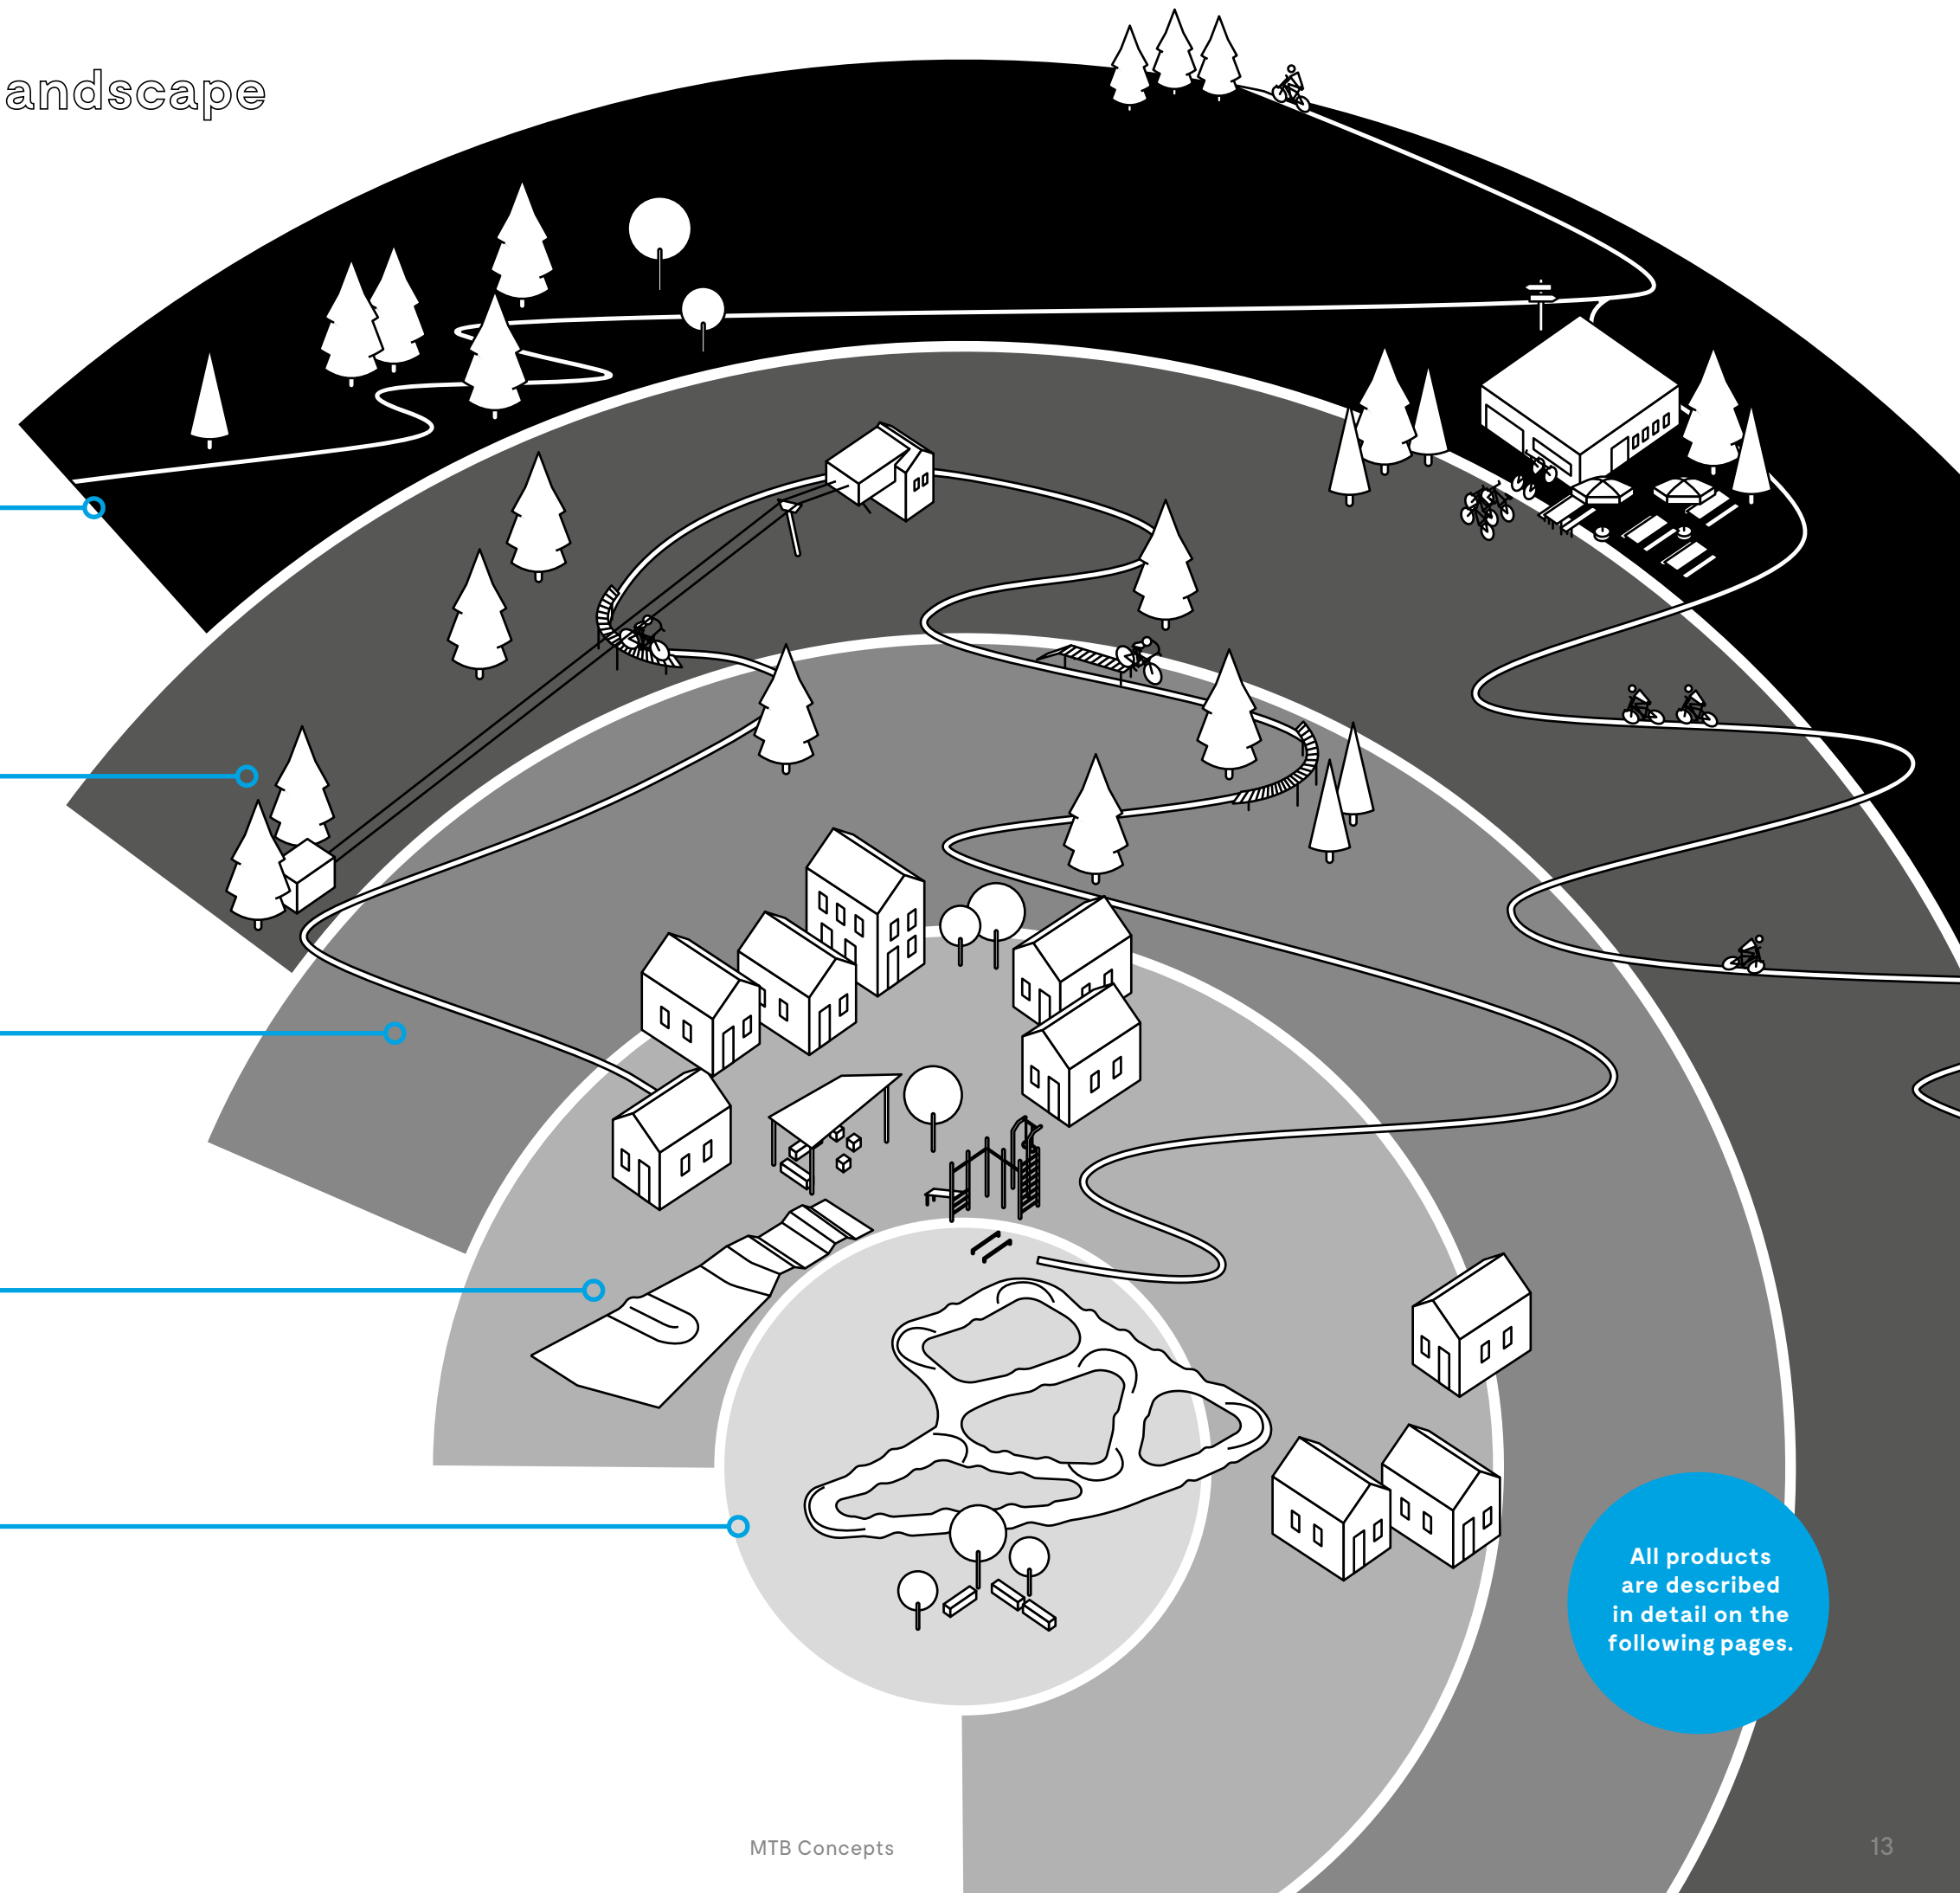 andscape
All products
are described
in detail on the
following pages.
MTB Concepts
13